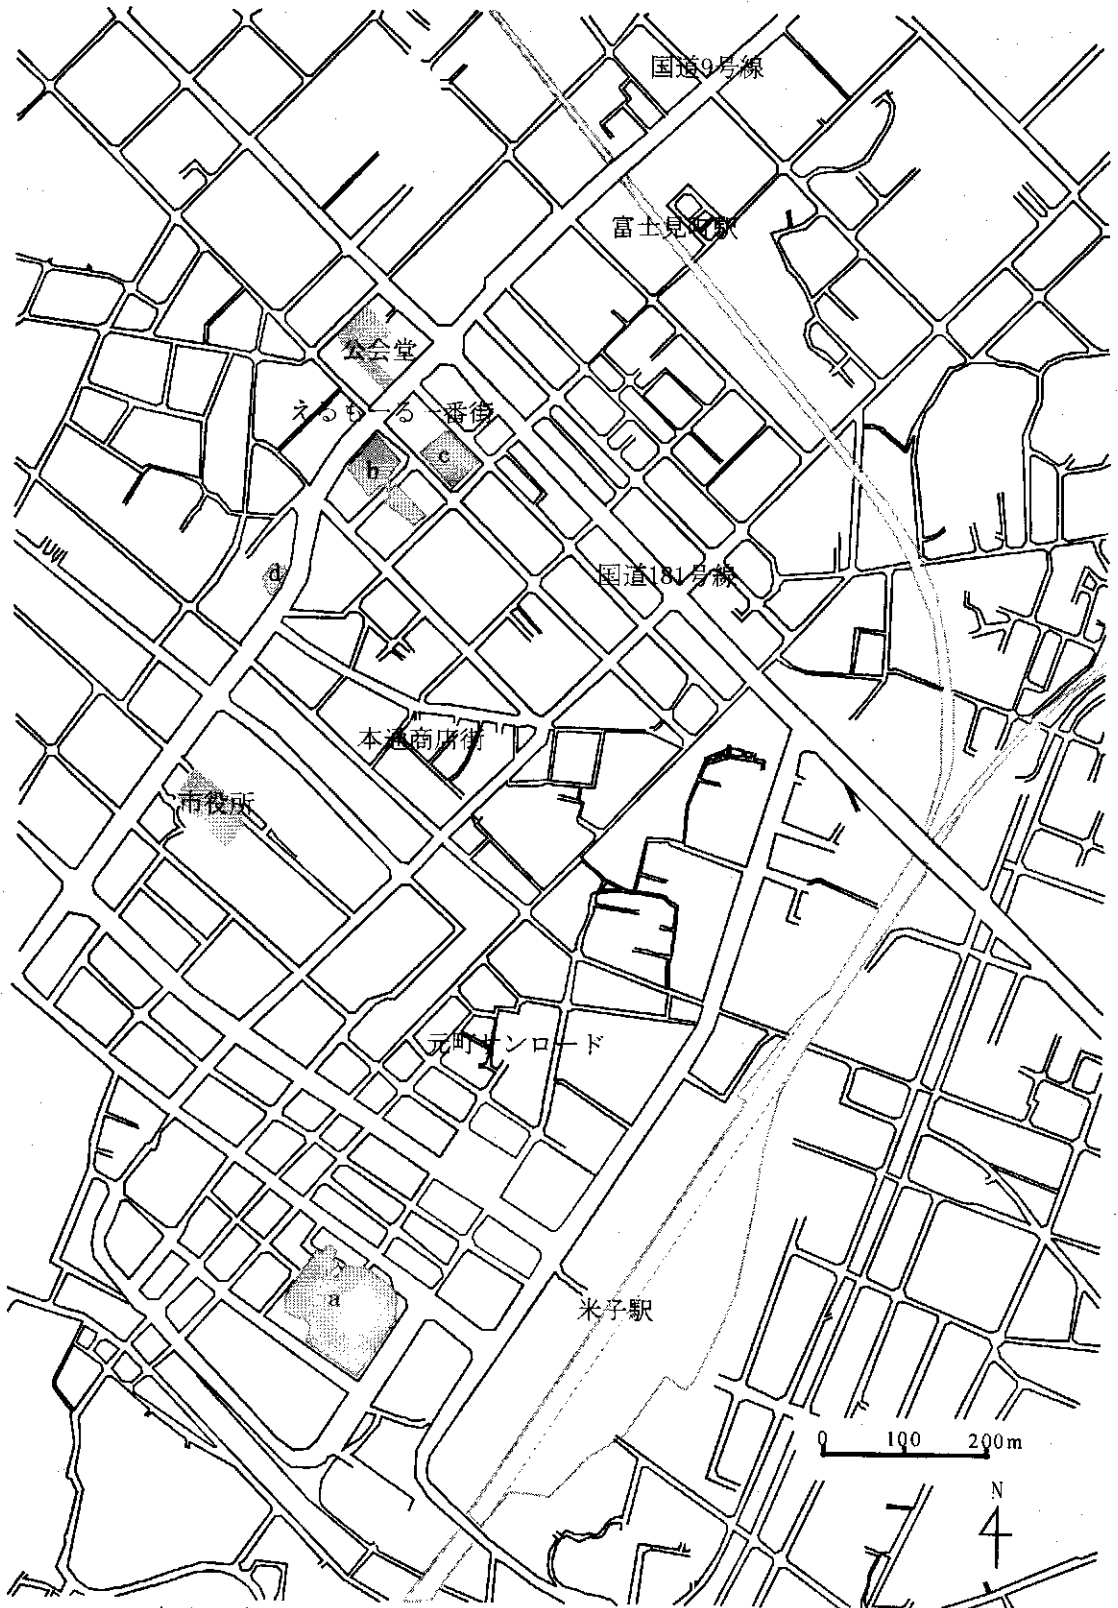 国道9号線
富士見町駅
公会堂
えるもーる一番街
b
c
d
国道181号線
本通商店街
市役所
元町サンロード
a
米子駅
0 100 200m
N